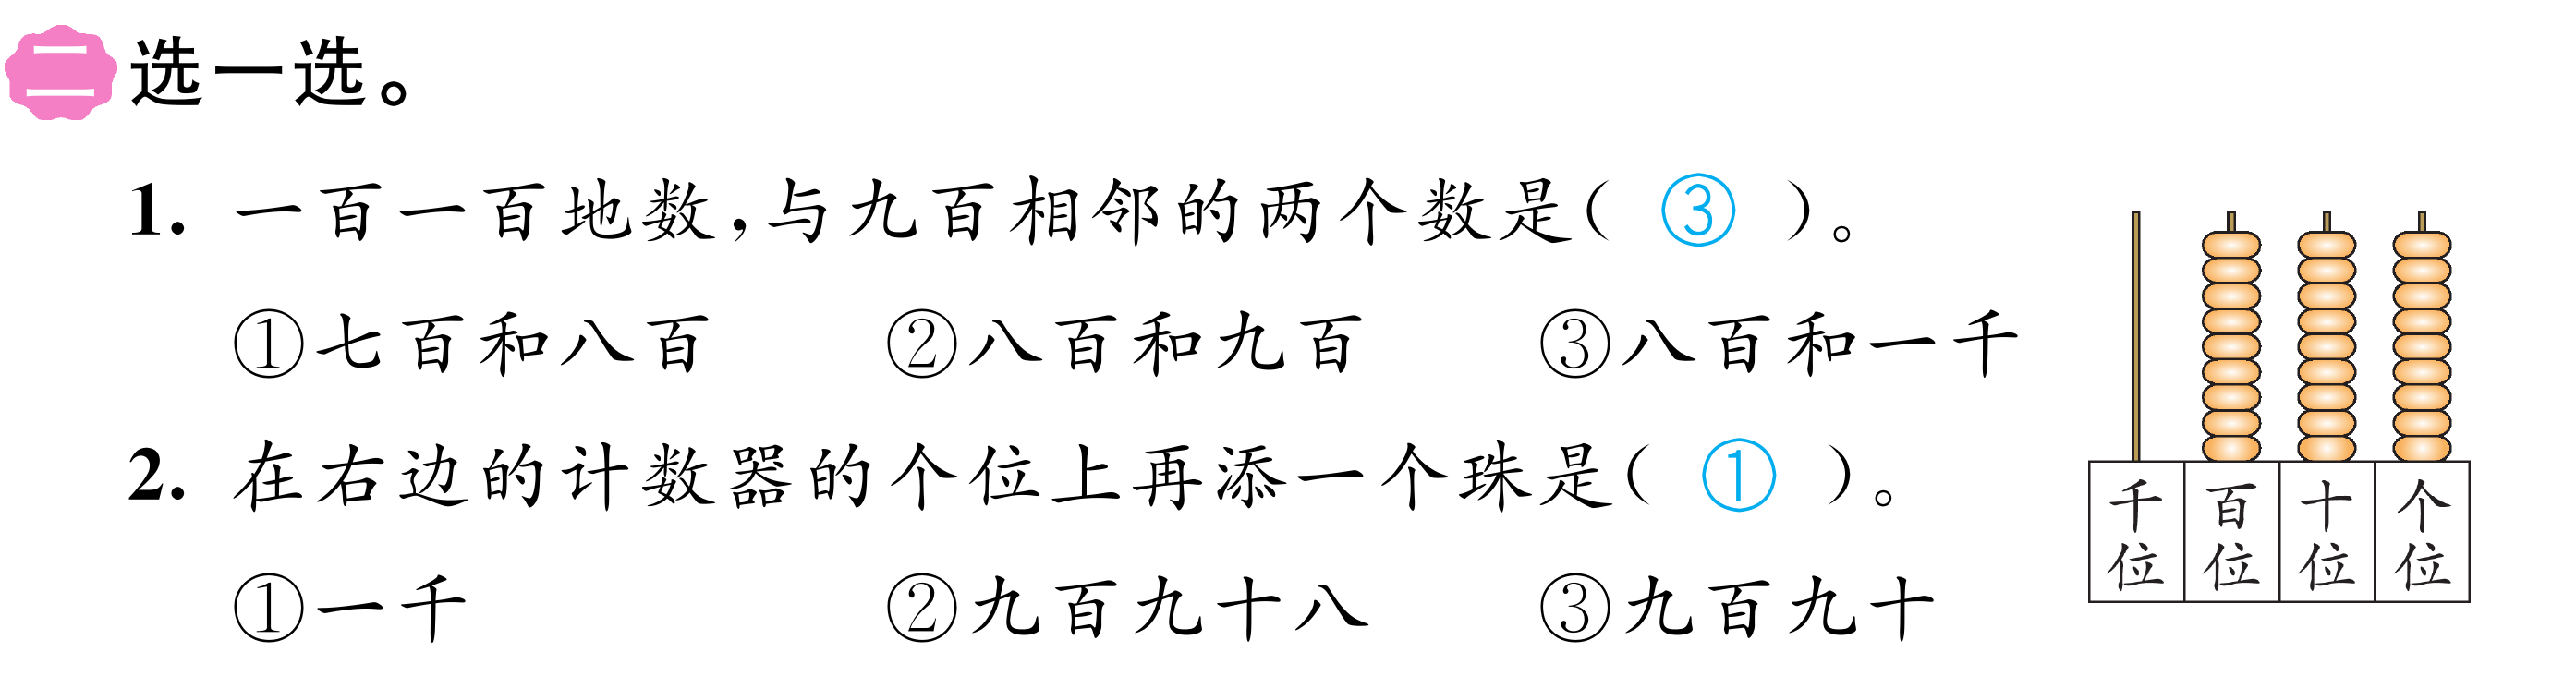 二 选一选。
1. 一百一百地数，与九百相邻的两个数是（ ③ ）。
①七百和八百 ②八百和九百 ③八百和一千
2. 在右边的计数器的个位上再添一个珠是（ ① ）。
①一千 ②九百九十八 ③九百九十
千位 百位 十位 个位